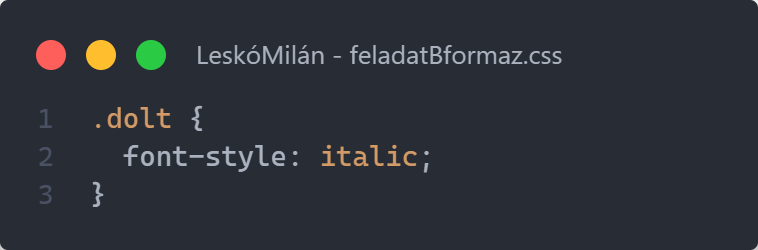 LeskóMilán - feladatBformaz.css
1 .dolt {
2   font-style: italic;
3 }